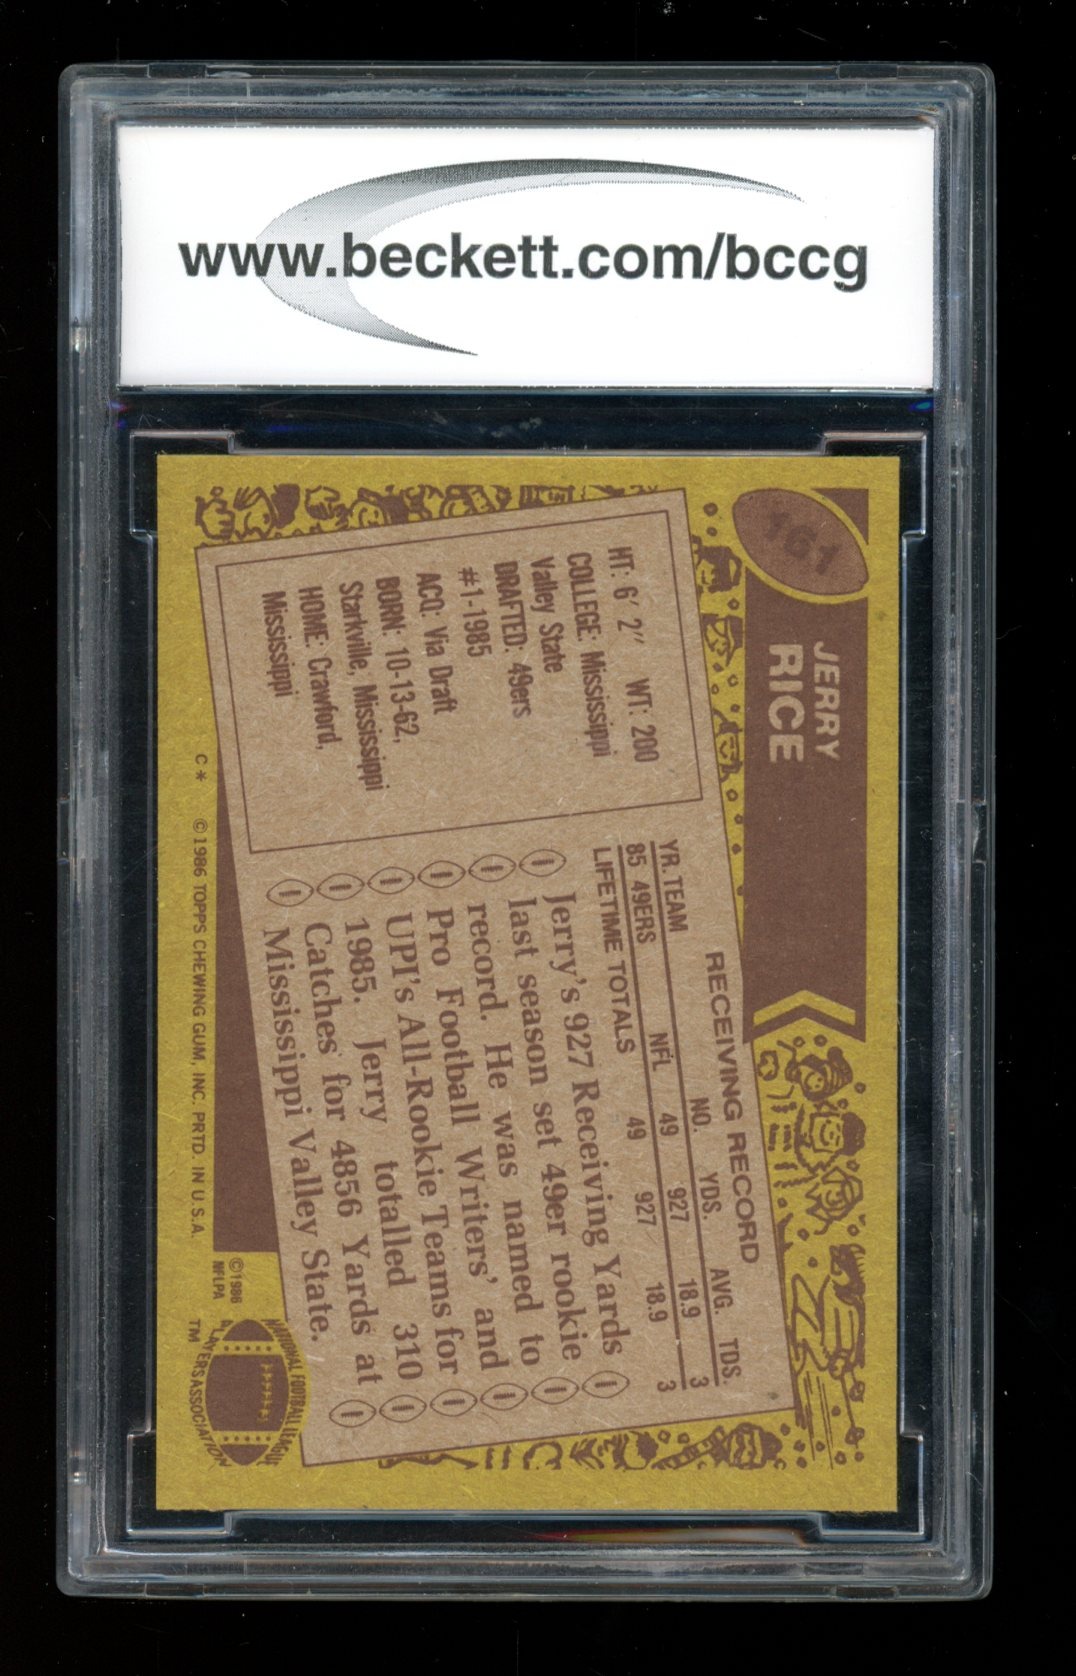 www.beckett.com/bccg
161
JERRY
RICE
HT: 6' 2" WT: 200
COLLEGE: Mississippi
Valley State
DRAFTED: 49ers
#1-1985
ACQ: Via Draft
BORN: 10-13-62,
Starkville, Mississippi
HOME: Crawford,
Mississippi
RECEIVING RECORD
YR. TEAM NO. YDS. AVG. TDS.
85 49ERS NFL 49 927 18.9 3
LIFETIME TOTALS 49 927 18.9 3
Jerry's 927 Receiving Yards
last season set 49er rookie
record. He was named to
Pro Football Writers' and
UPI's All-Rookie Teams for
1985. Jerry totalled 310
Catches for 4856 Yards at
Mississippi Valley State.
C* ©1986 TOPPS CHEWING GUM, INC. PRTD. IN U.S.A.
©1986
NFLPA
NATIONAL FOOTBALL LEAGUE
PLAYERS ASSOCIATION
TM